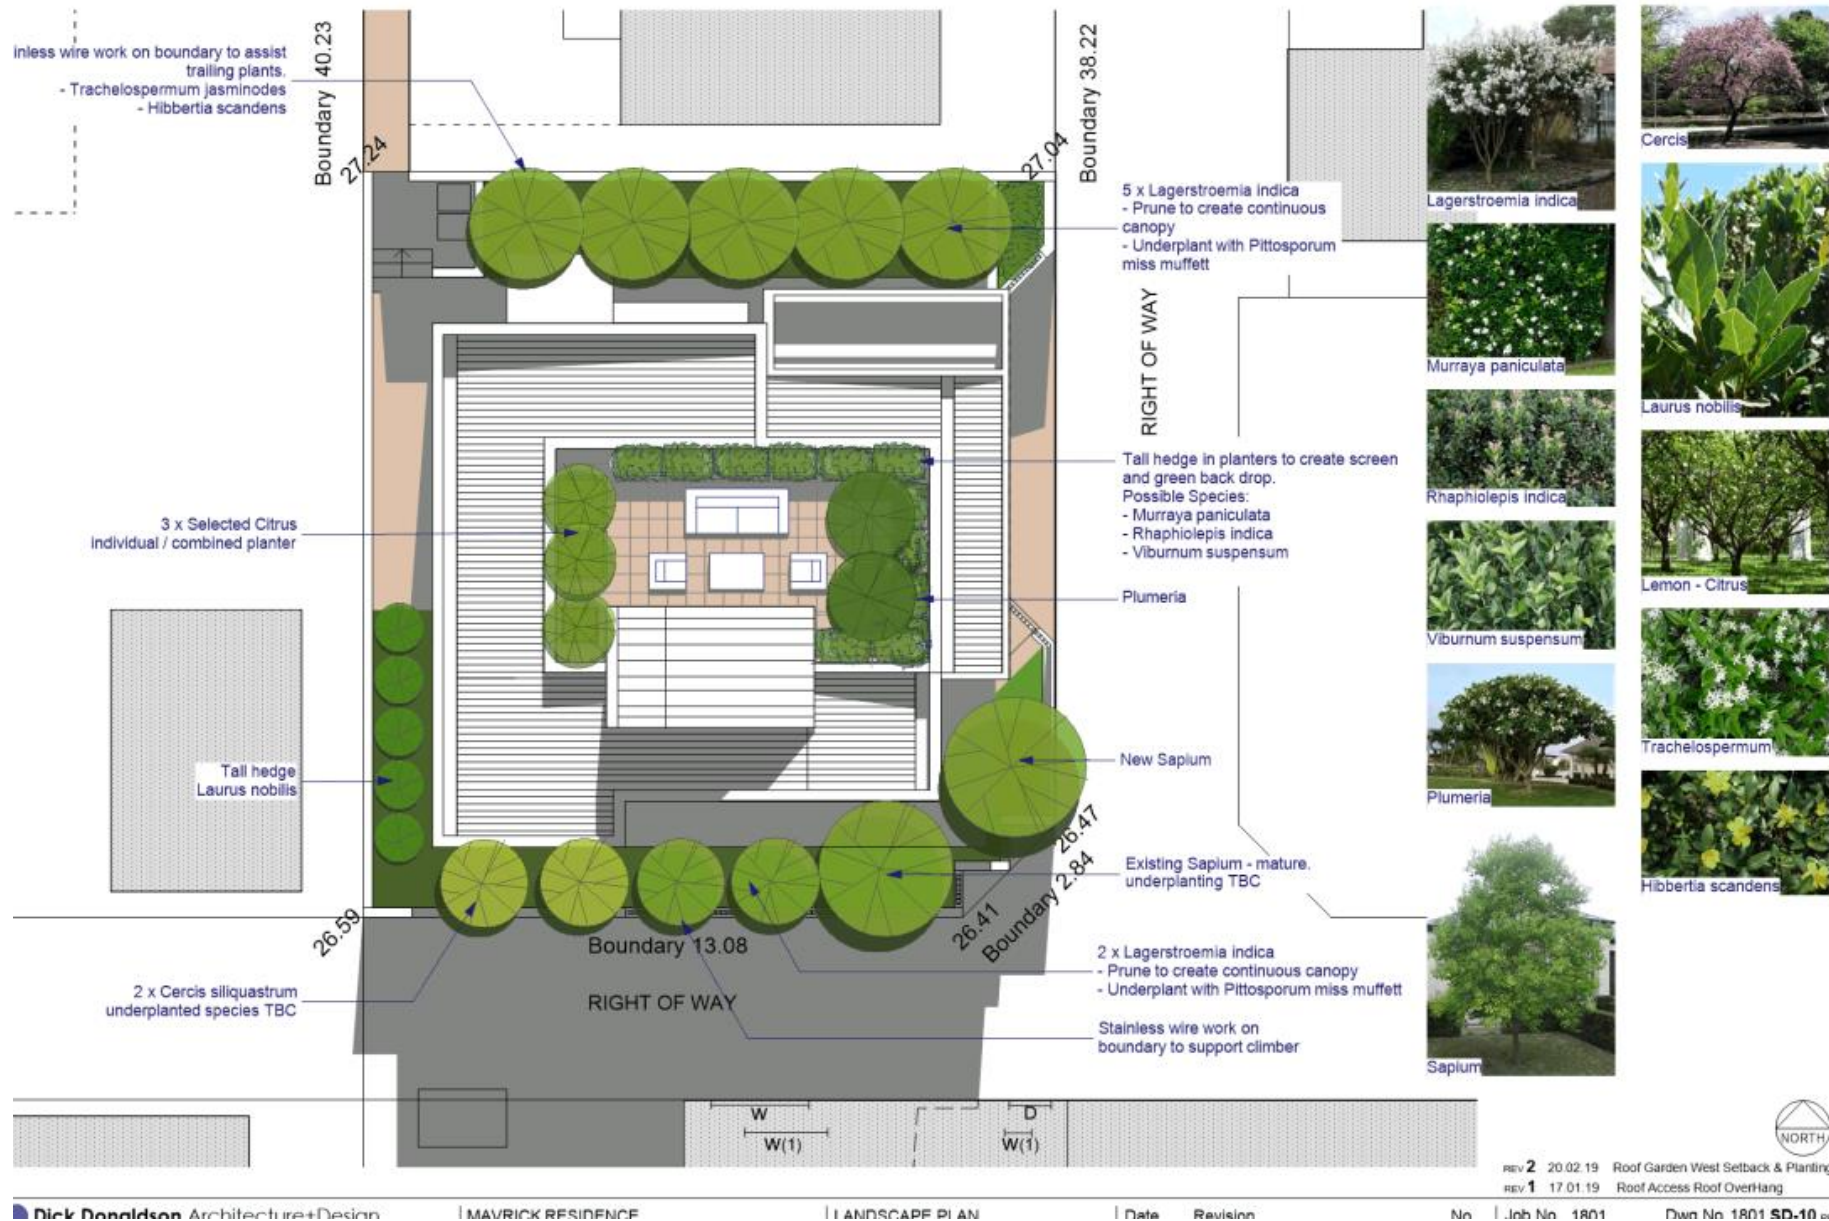 inless wire work on boundary to assist
trailing plants.
- Trachelospermum jasminodes
- Hibbertia scandens
Boundary 40.23
27.24
27.04
Boundary 38.22
5 x Lagerstroemia indica
- Prune to create continuous
canopy
- Underplant with Pittosporum
miss muffett
RIGHT OF WAY
Tall hedge in planters to create screen
and green back drop.
Possible Species:
- Murraya paniculata
- Rhaphiolepis indica
- Viburnum suspensum
3 x Selected Citrus
individual / combined planter
Plumeria
Tall hedge
Laurus nobilis
New Sapium
26.47
Boundary 2.84
26.41
Existing Sapium - mature.
underplanting TBC
26.59
Boundary 13.08
2 x Cercis siliquastrum
underplanted species TBC
RIGHT OF WAY
2 x Lagerstroemia indica
- Prune to create continuous canopy
- Underplant with Pittosporum miss muffett
Stainless wire work on
boundary to support climber
W
W(1)
D
W(1)
Lagerstroemia indica
Murraya paniculata
Rhaphiolepis indica
Viburnum suspensum
Plumeria
Sapium
Cercis
Laurus nobilis
Lemon - Citrus
Trachelospermum
Hibbertia scandens
NORTH
REV 2 20.02.19 Roof Garden West Setback & Planting
REV 1 17.01.19 Roof Access Roof OverHang
Dick Donaldson Architecture+Design
MAVRICK RESIDENCE
LANDSCAPE PLAN
Date Revision No.
Job No. 1801
Dwg No. 1801 SD-10